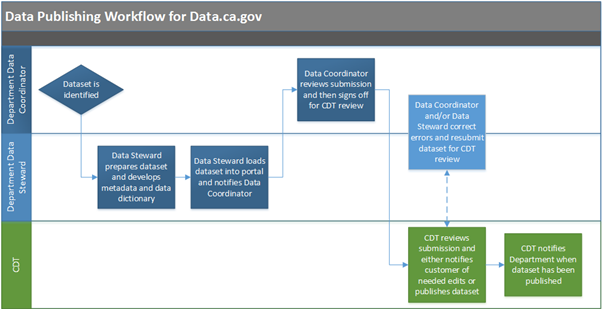 Data Publishing Workflow for Data.ca.gov
Department Data
Coordinator
Dataset is
identified
Data Coordinator
reviews submission
and then signs off
for CDT review
Data Coordinator
and/or Data
Steward correct
errors and resubmit
dataset for CDT
review
Department Data
Steward
Data Steward
prepares dataset
and develops
metadata and data
dictionary
Data Steward loads
dataset into portal
and notifies Data
Coordinator
CDT
CDT reviews
submission and
either notifies
customer of
needed edits or
publishes dataset
CDT notifies
Department when
dataset has been
published